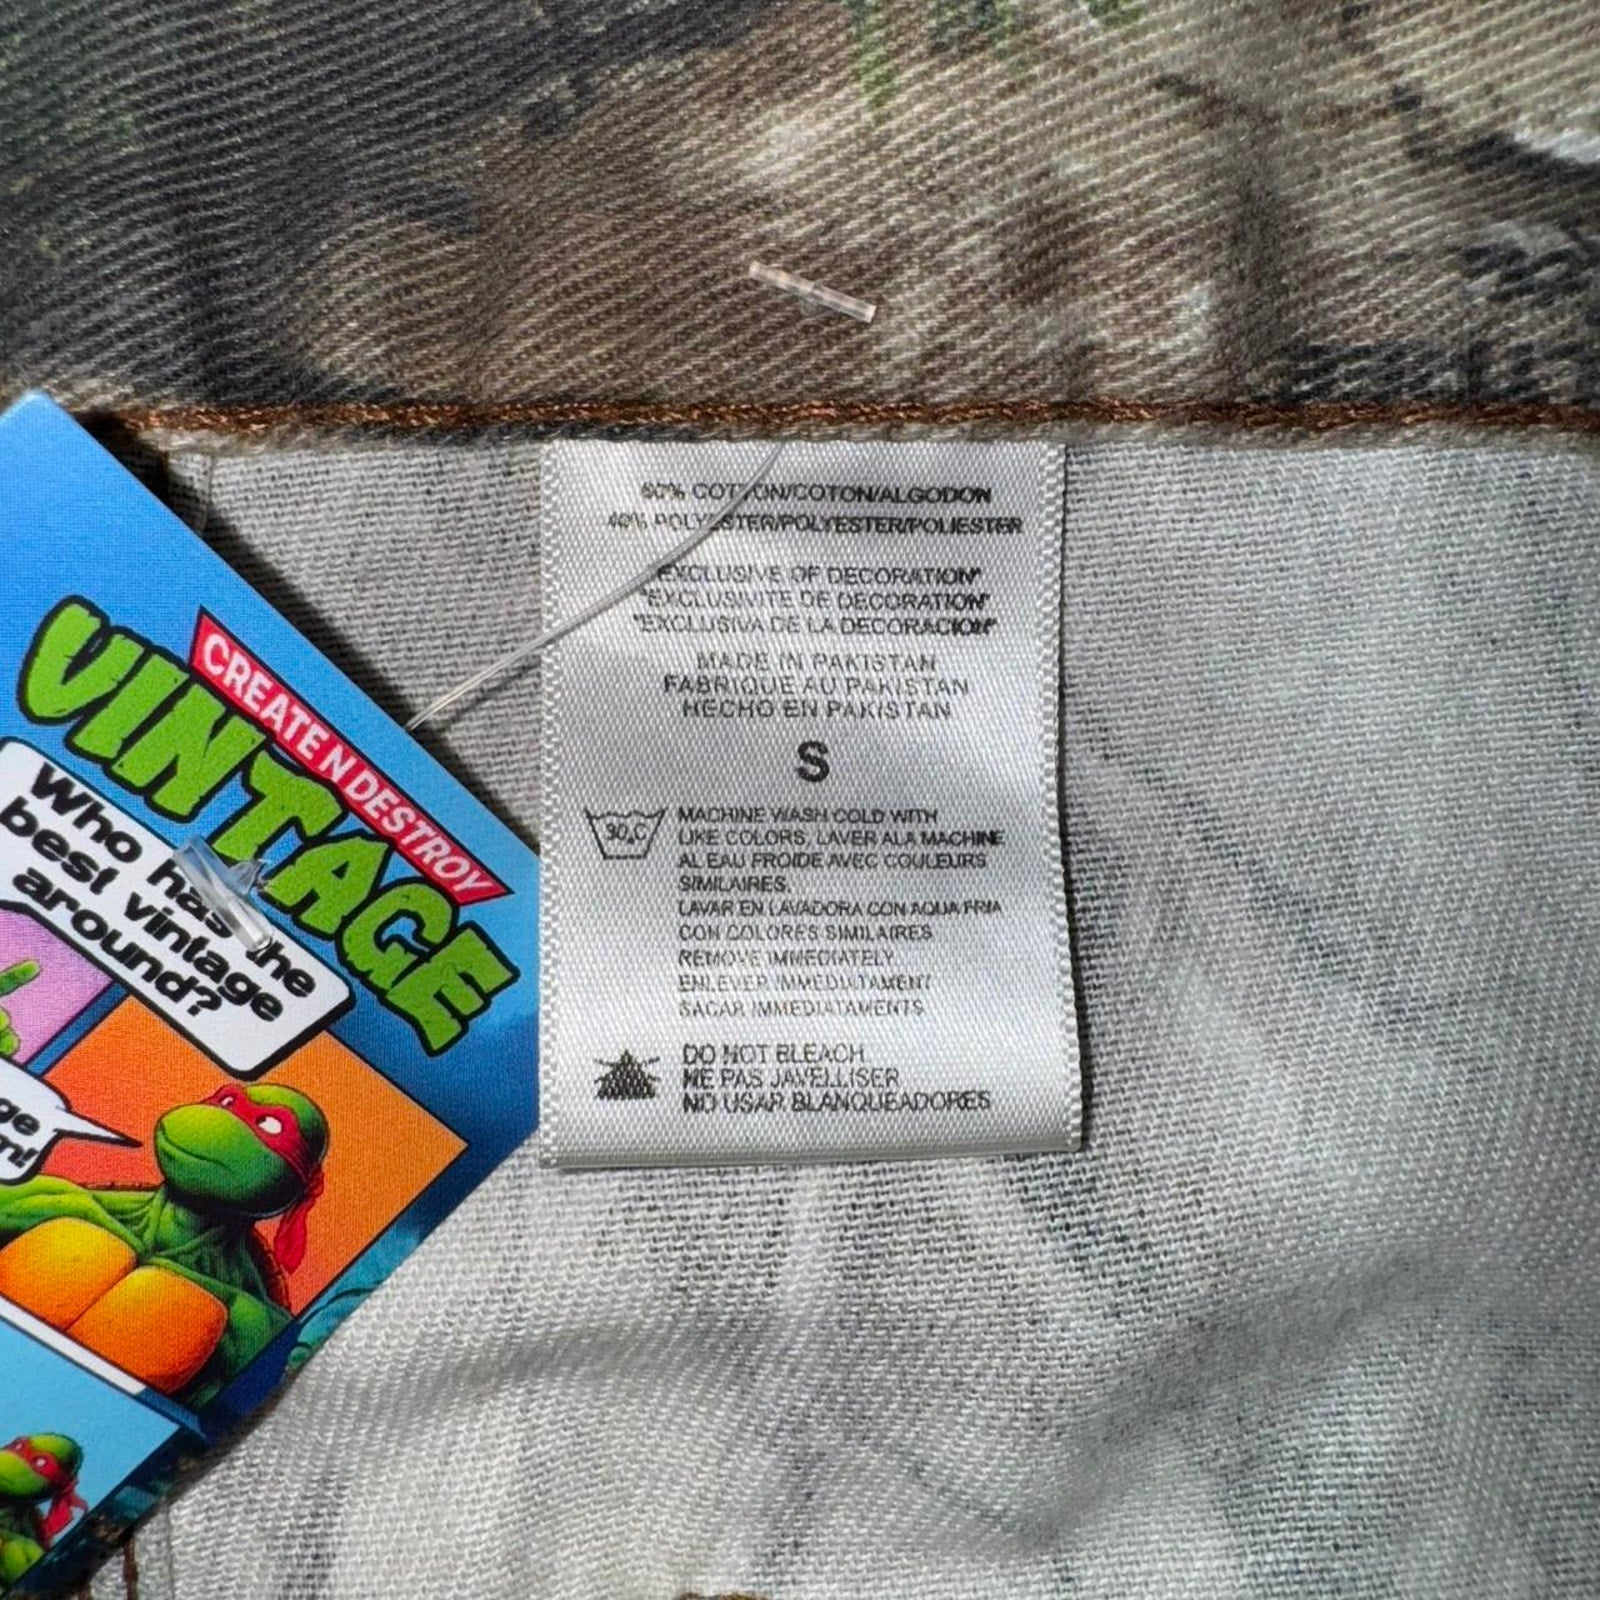 60% COTTON/COTON/ALGODON
40% POLYESTER/POLYESTER/POLIESTER
"EXCLUSIVE OF DECORATION"
"EXCLUSIVITE DE DECORATION"
"EXCLUSIVA DE LA DECORACION"
MADE IN PAKISTAN
FABRIQUE AU PAKISTAN
HECHO EN PAKISTAN
S
30.C
MACHINE WASH COLD WITH
LIKE COLORS, LAVER ALA MACHINE
AL EAU FROIDE AVEC COULEURS
SIMILAIRES.
LAVAR EN LAVADORA CON AQUA FRIA
CON COLORES SIMILAIRES
REMOVE IMMEDIATELY.
ENLEVER IMMEDIATAMENT
SACAR IMMEDIATAMENTS
DO NOT BLEACH.
NE PAS JAVELLISER
NO USAR BLANQUEADORES
CREATE N DESTROY
VINTAGE
Who has the
best vintage
around?